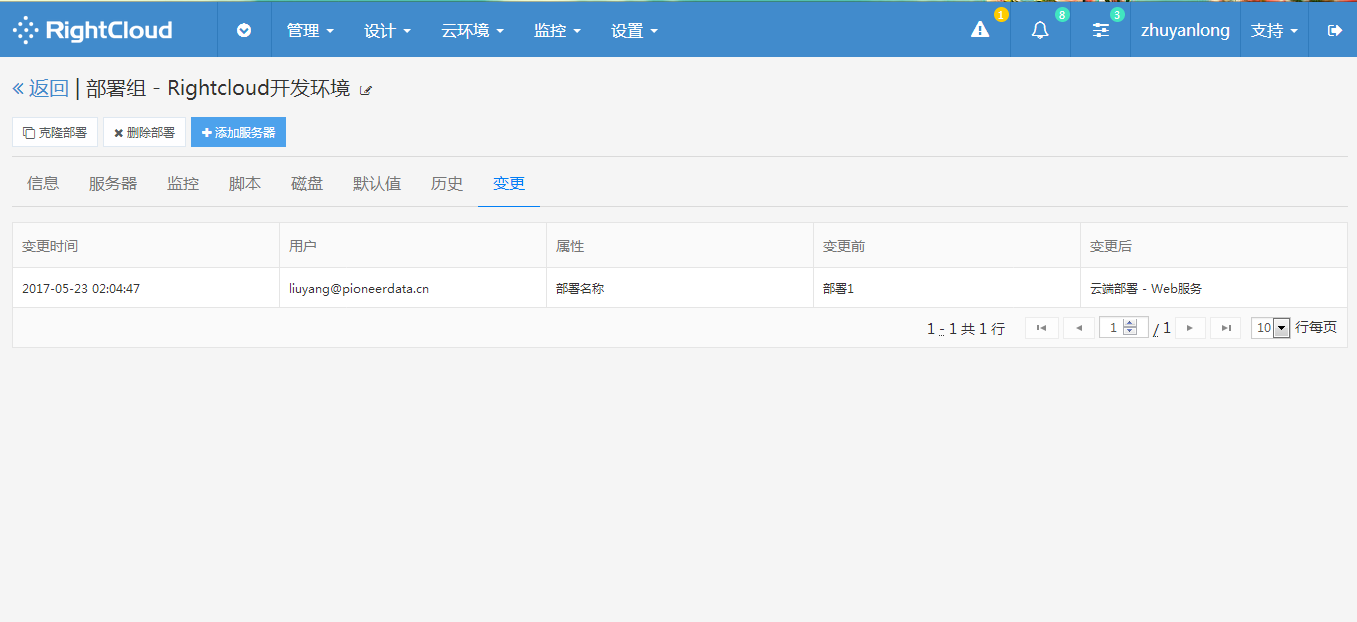 RightCloud 管理 设计 云环境 监控 设置 1 8 3 zhuyanlong 支持
« 返回 | 部署组 - Rightcloud开发环境
克隆部署 删除部署 添加服务器
信息 服务器 监控 脚本 磁盘 默认值 历史 变更
变更时间 用户 属性 变更前 变更后
2017-05-23 02:04:47 liuyang@pioneerdata.cn 部署名称 部署1 云端部署 - Web服务
1 - 1 共 1 行 1 / 1 10 行每页